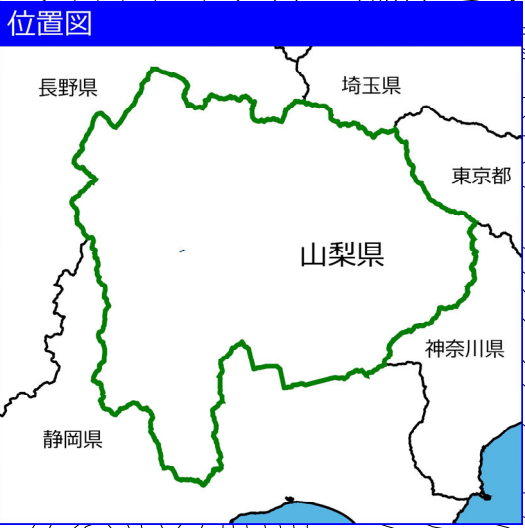 位置図
長野県
埼玉県
東京都
山梨県
神奈川県
静岡県